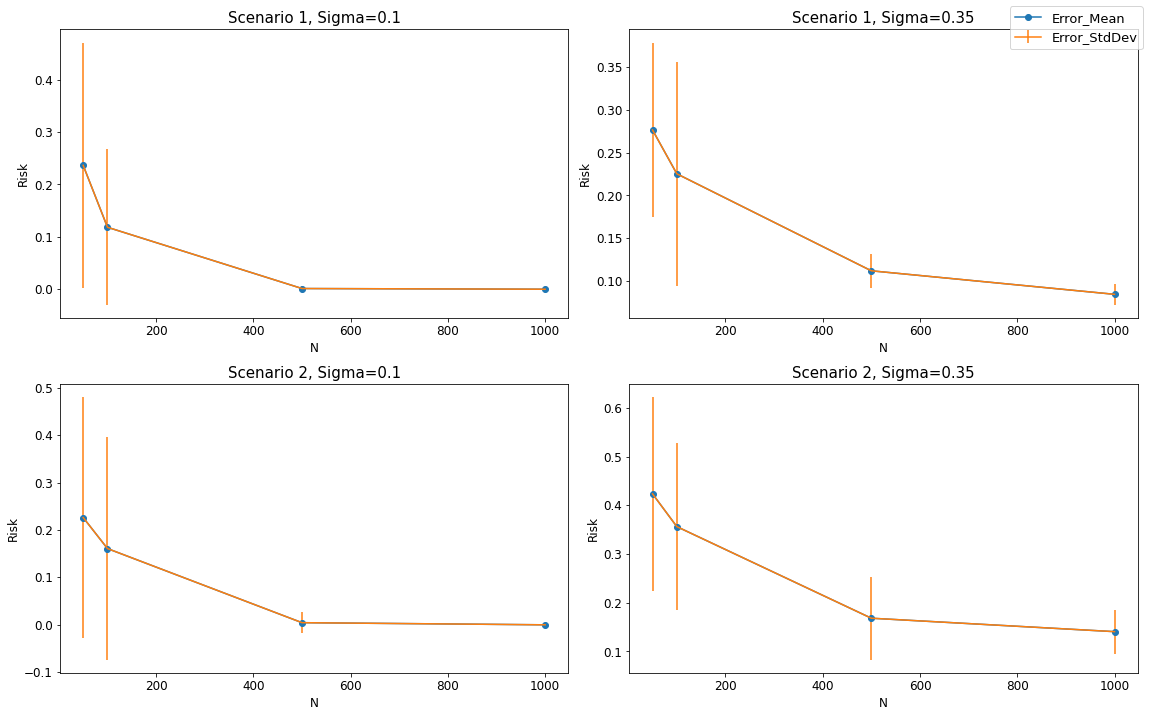 Scenario 1, Sigma=0.1
0.4
0.3
0.2
0.1
0.0
Risk
200 400 600 800 1000
N
Scenario 1, Sigma=0.35
Error_Mean
Error_StdDev
0.35
0.30
0.25
0.20
0.15
0.10
Risk
200 400 600 800 1000
N
Scenario 2, Sigma=0.1
0.5
0.4
0.3
0.2
0.1
0.0
−0.1
Risk
200 400 600 800 1000
N
Scenario 2, Sigma=0.35
0.6
0.5
0.4
0.3
0.2
0.1
Risk
200 400 600 800 1000
N